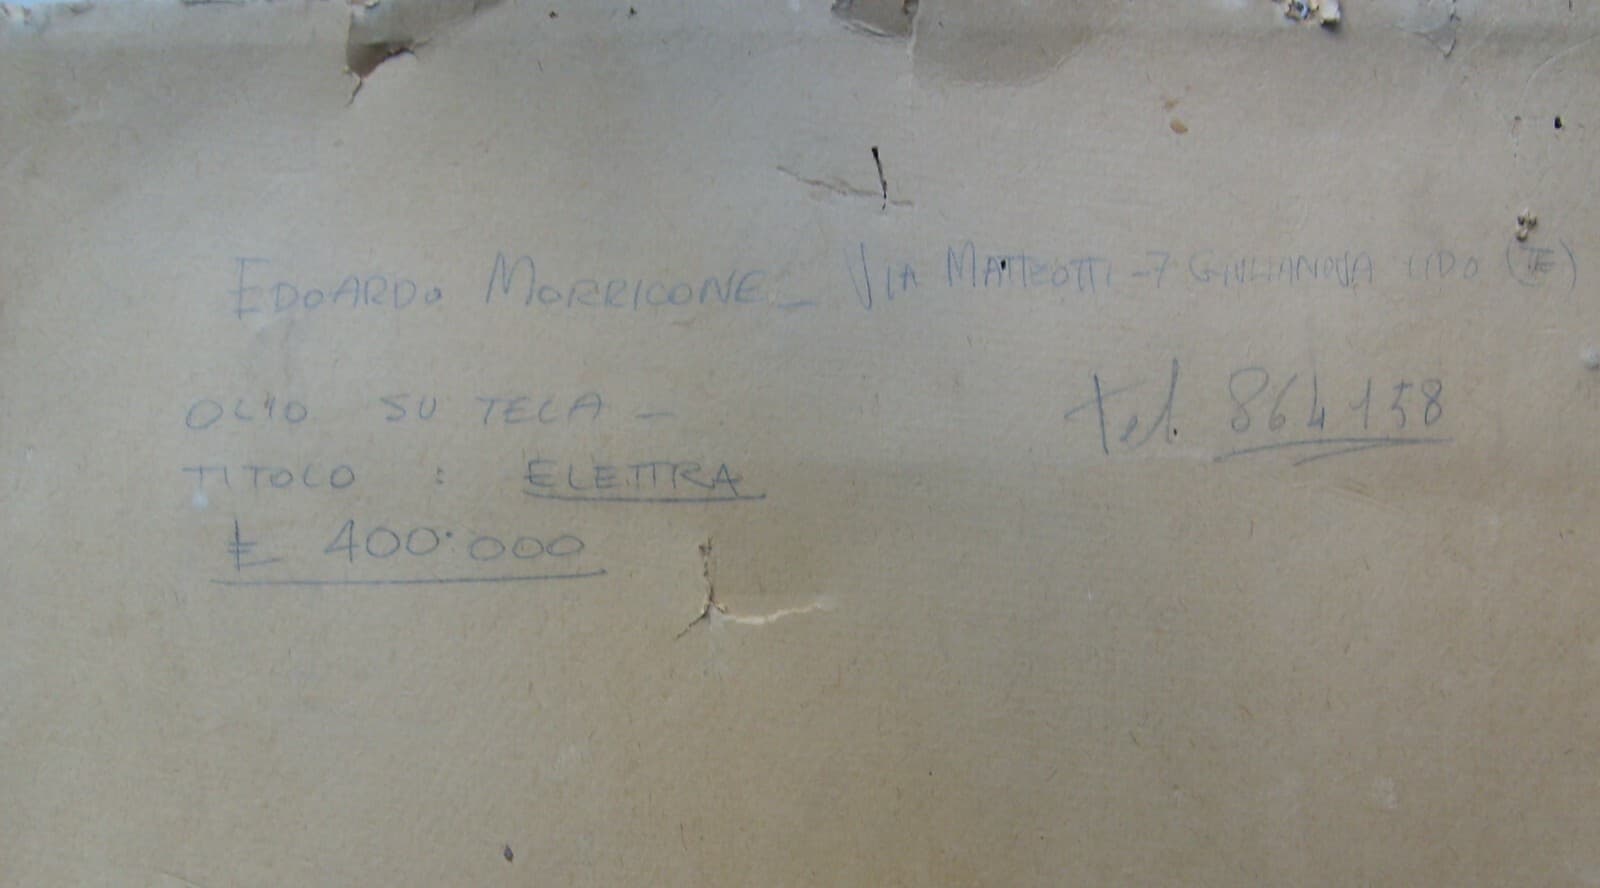 EDOARDO MORRICONE – VIA MATTEOTTI – 7 GIULIANOVA LIDO (TE)
tel. 864158
OLIO SU TELA –
TITOLO : ELETTRA
£ 400.000